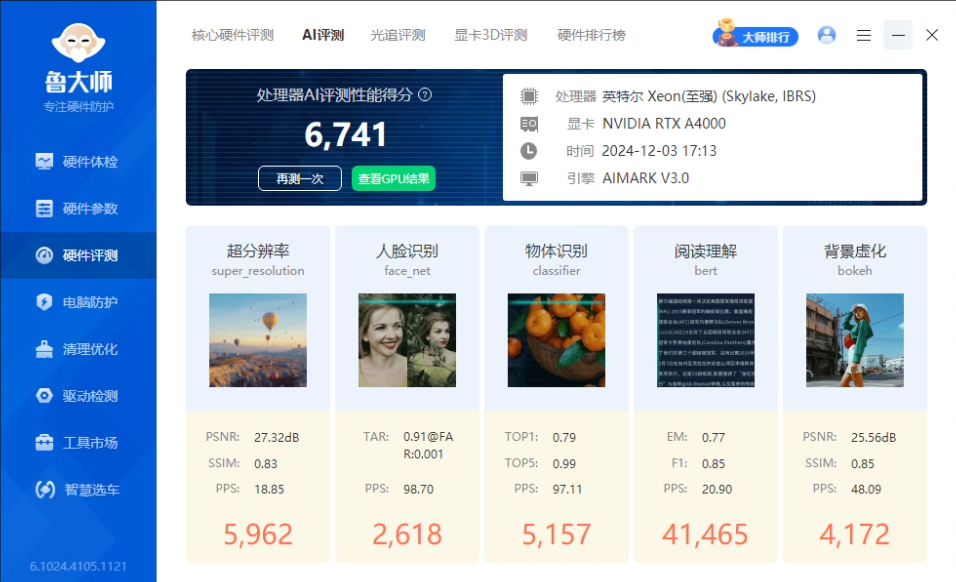 鲁大师
专注硬件防护
硬件体检
硬件参数
硬件评测
电脑防护
清理优化
驱动检测
工具市场
智慧选车
6.1024.4105.1121
核心硬件评测 AI评测 光追评测 显卡3D评测 硬件排行榜
大师排行
处理器AI评测性能得分 ?
6,741
再测一次 查看GPU结果
处理器 英特尔 Xeon(至强) (Skylake, IBRS)
显卡 NVIDIA RTX A4000
时间 2024-12-03 17:13
引擎 AIMARK V3.0
超分辨率
super_resolution
PSNR: 27.32dB
SSIM: 0.83
PPS: 18.85
5,962
人脸识别
face_net
TAR: 0.91@FA
R:0.001
PPS: 98.70
2,618
物体识别
classifier
TOP1: 0.79
TOP5: 0.99
PPS: 97.11
5,157
阅读理解
bert
EM: 0.77
F1: 0.85
PPS: 20.90
41,465
背景虚化
bokeh
PSNR: 25.56dB
SSIM: 0.85
PPS: 48.09
4,172